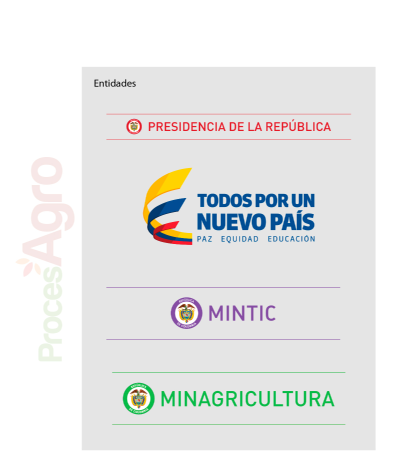 Entidades
PRESIDENCIA DE LA REPÚBLICA
TODOS POR UN
NUEVO PAÍS
PAZ EQUIDAD EDUCACIÓN
MINTIC
MINAGRICULTURA
ProcesAgro